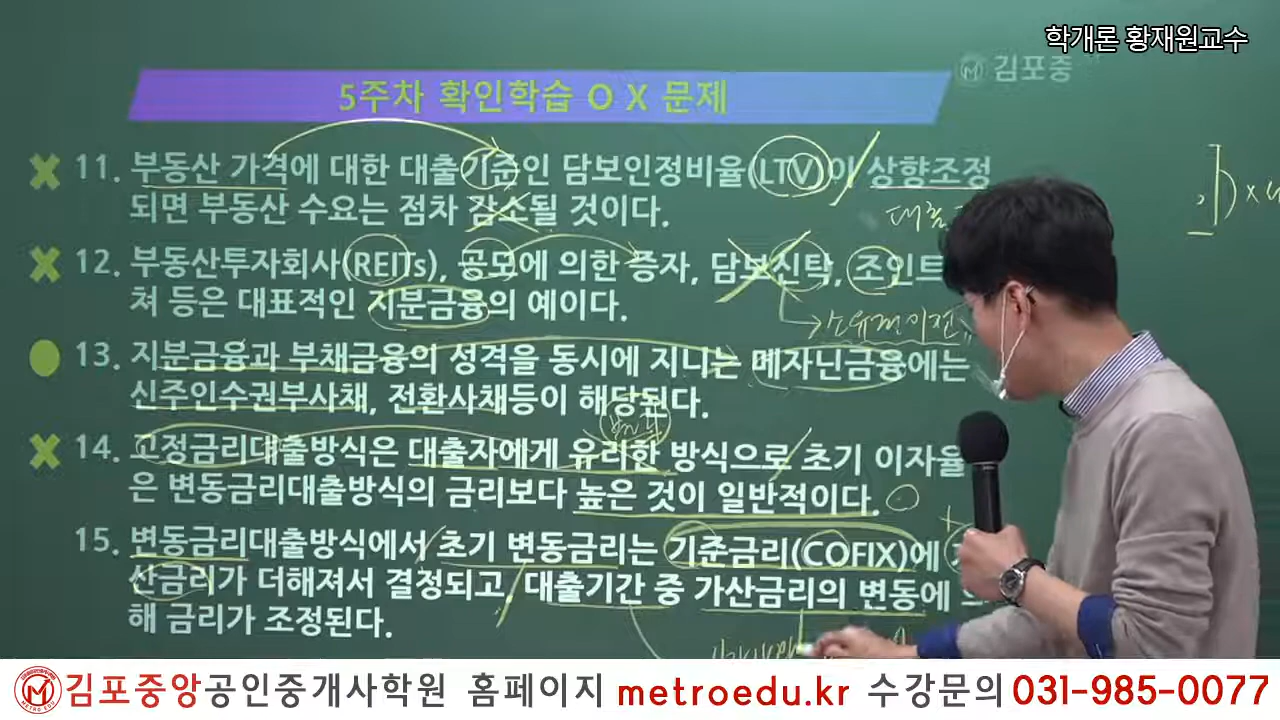 학개론 황재원교수
김포중
5주차 확인학습 O X 문제
11. 부동산 가격에 대한 대출기준인 담보인정비율(LTV)이 상향조정
되면 부동산 수요는 점차 감소될 것이다.
대출
12. 부동산투자회사(REITs), 공모에 의한 증자, 담보신탁, 조인트
쳐 등은 대표적인 지분금융의 예이다.
소유권이전
13. 지분금융과 부채금융의 성격을 동시에 지니는 메자닌금융에는
신주인수권부사채, 전환사채등이 해당된다.
14. 고정금리대출방식은 대출자에게 유리한 방식으로 초기 이자율
은 변동금리대출방식의 금리보다 높은 것이 일반적이다.
15. 변동금리대출방식에서 초기 변동금리는 기준금리(COFIX)에
산금리가 더해져서 결정되고, 대출기간 중 가산금리의 변동에
해 금리가 조정된다.
METRO EDU
김포중앙공인중개사학원 홈페이지 metroedu.kr 수강문의 031-985-0077